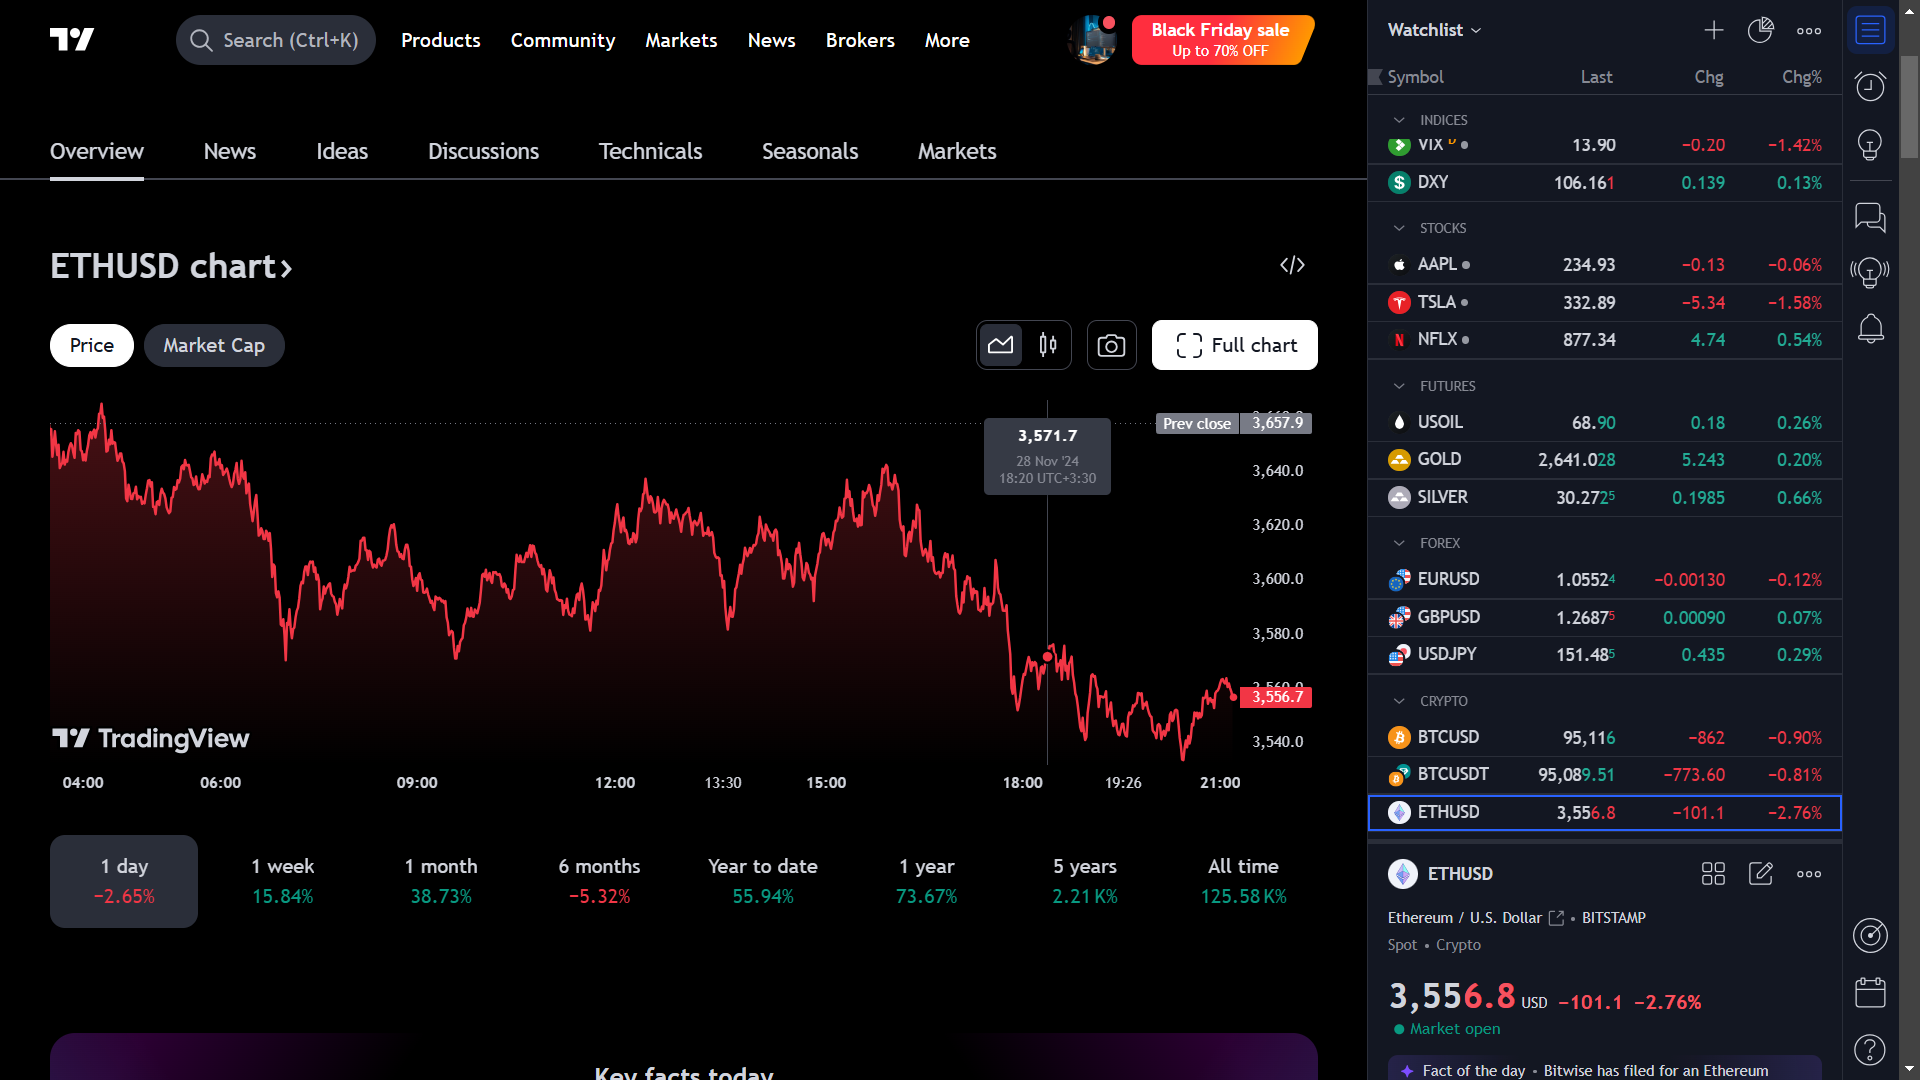 Search (Ctrl+K)
Products
Community
Markets
News
Brokers
More
Black Friday sale
Up to 70% OFF
Overview
News
Ideas
Discussions
Technicals
Seasonals
Markets
ETHUSD chart›
Price
Market Cap
Full chart
3,571.7
28 Nov '24
18:20 UTC+3:30
Prev close 3,657.9
3,640.0
3,620.0
3,600.0
3,580.0
3,556.7
3,540.0
TradingView
04:00
06:00
09:00
12:00
13:30
15:00
18:00
19:26
21:00
1 day
−2.65%
1 week
15.84%
1 month
38.73%
6 months
−5.32%
Year to date
55.94%
1 year
73.67%
5 years
2.21K%
All time
125.58K%
Key facts today
Watchlist
Symbol Last Chg Chg%
INDICES
VIX D 13.90 −0.20 −1.42%
DXY 106.161 0.139 0.13%
STOCKS
AAPL 234.93 −0.13 −0.06%
TSLA 332.89 −5.34 −1.58%
NFLX 877.34 4.74 0.54%
FUTURES
USOIL 68.90 0.18 0.26%
GOLD 2,641.028 5.243 0.20%
SILVER 30.2725 0.1985 0.66%
FOREX
EURUSD 1.05524 −0.00130 −0.12%
GBPUSD 1.26875 0.00090 0.07%
USDJPY 151.485 0.435 0.29%
CRYPTO
BTCUSD 95,116 −862 −0.90%
BTCUSDT 95,089.51 −773.60 −0.81%
ETHUSD 3,556.8 −101.1 −2.76%
ETHUSD
Ethereum / U.S. Dollar • BITSTAMP
Spot • Crypto
3,556.8 USD −101.1 −2.76%
Market open
Fact of the day • Bitwise has filed for an Ethereum